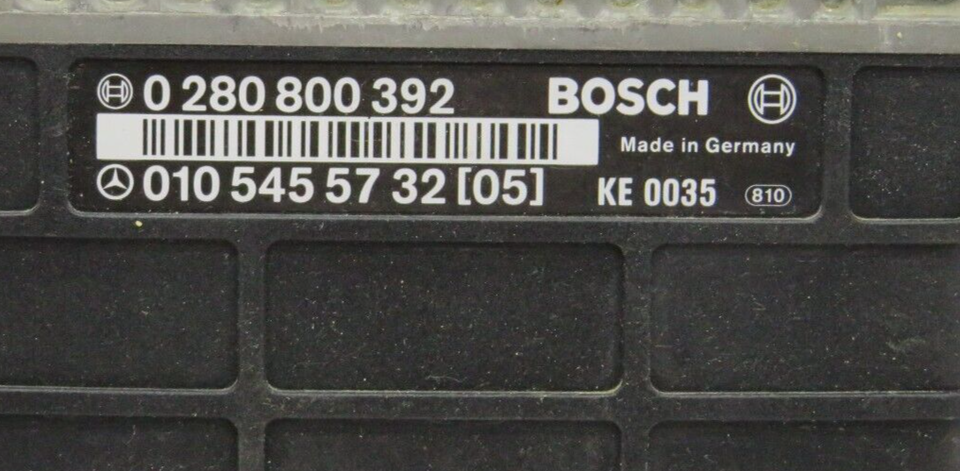 0 280 800 392
BOSCH
Made in Germany
010 545 57 32 [05]
KE 0035
810